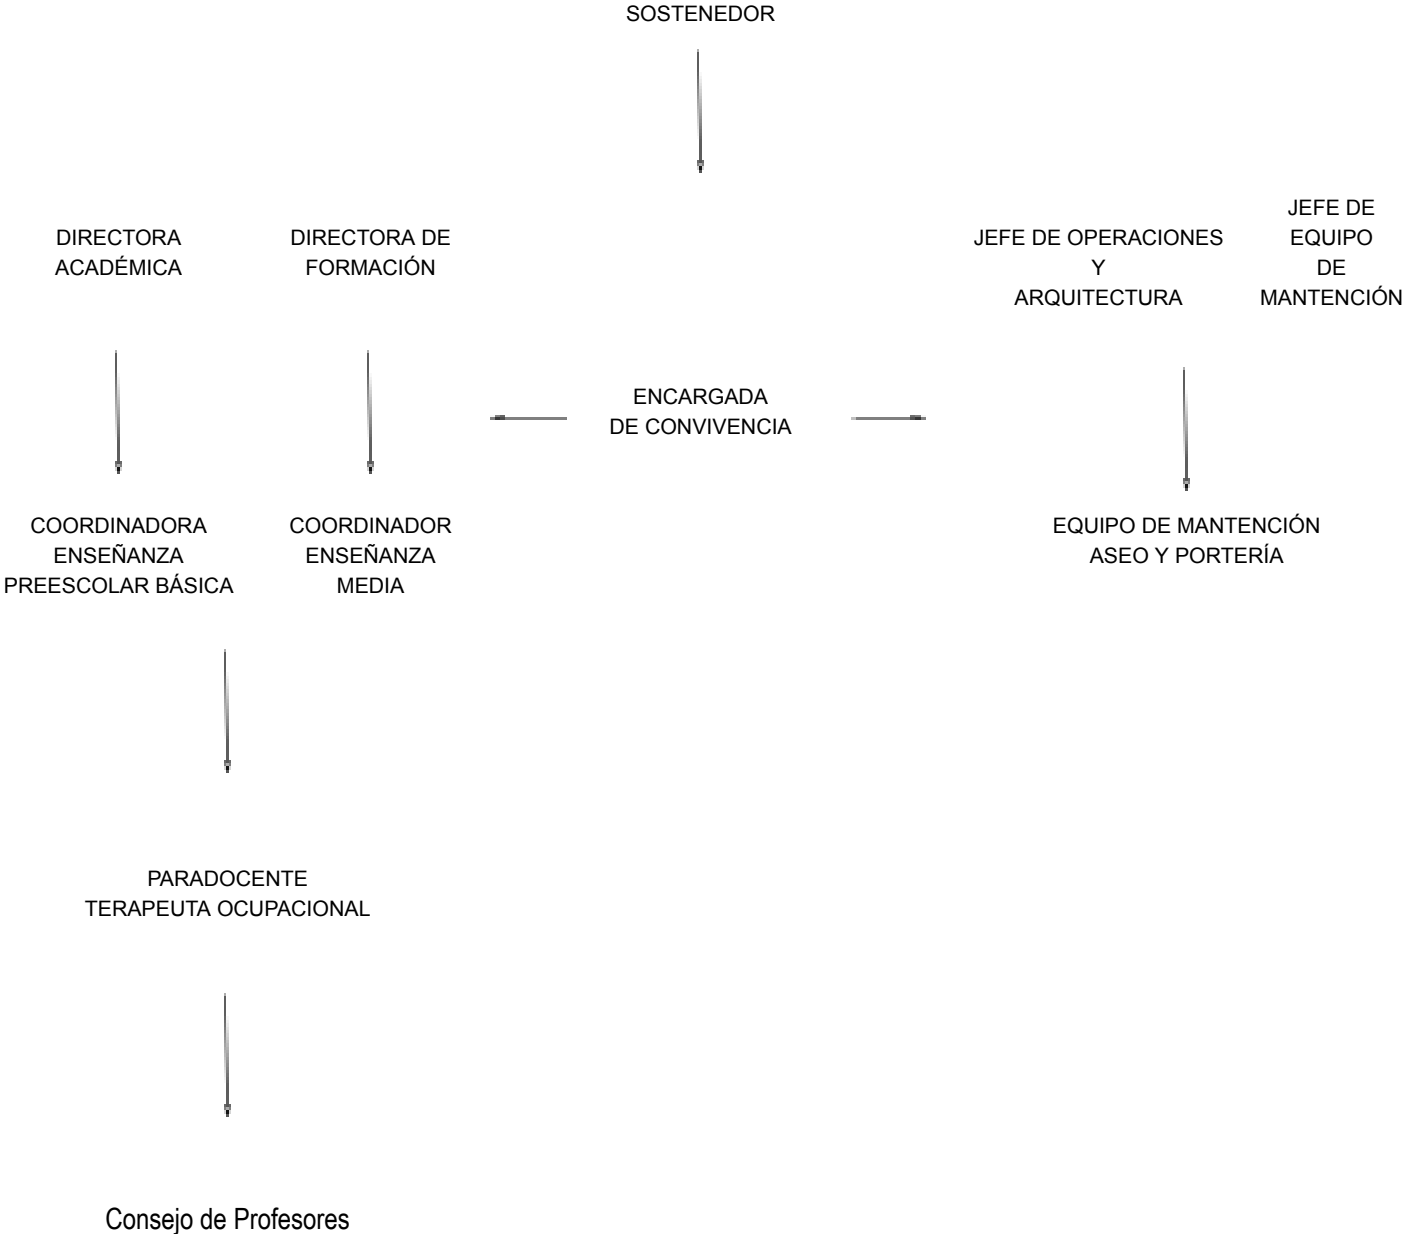 SOSTENEDOR
DIRECTORA
ACADÉMICA
DIRECTORA DE
FORMACIÓN
JEFE DE OPERACIONES
Y
ARQUITECTURA
JEFE DE
EQUIPO
DE
MANTENCIÓN
ENCARGADA
DE CONVIVENCIA
COORDINADORA
ENSEÑANZA
PREESCOLAR BÁSICA
COORDINADOR
ENSEÑANZA
MEDIA
EQUIPO DE MANTENCIÓN
ASEO Y PORTERÍA
PARADOCENTE
TERAPEUTA OCUPACIONAL
Consejo de Profesores